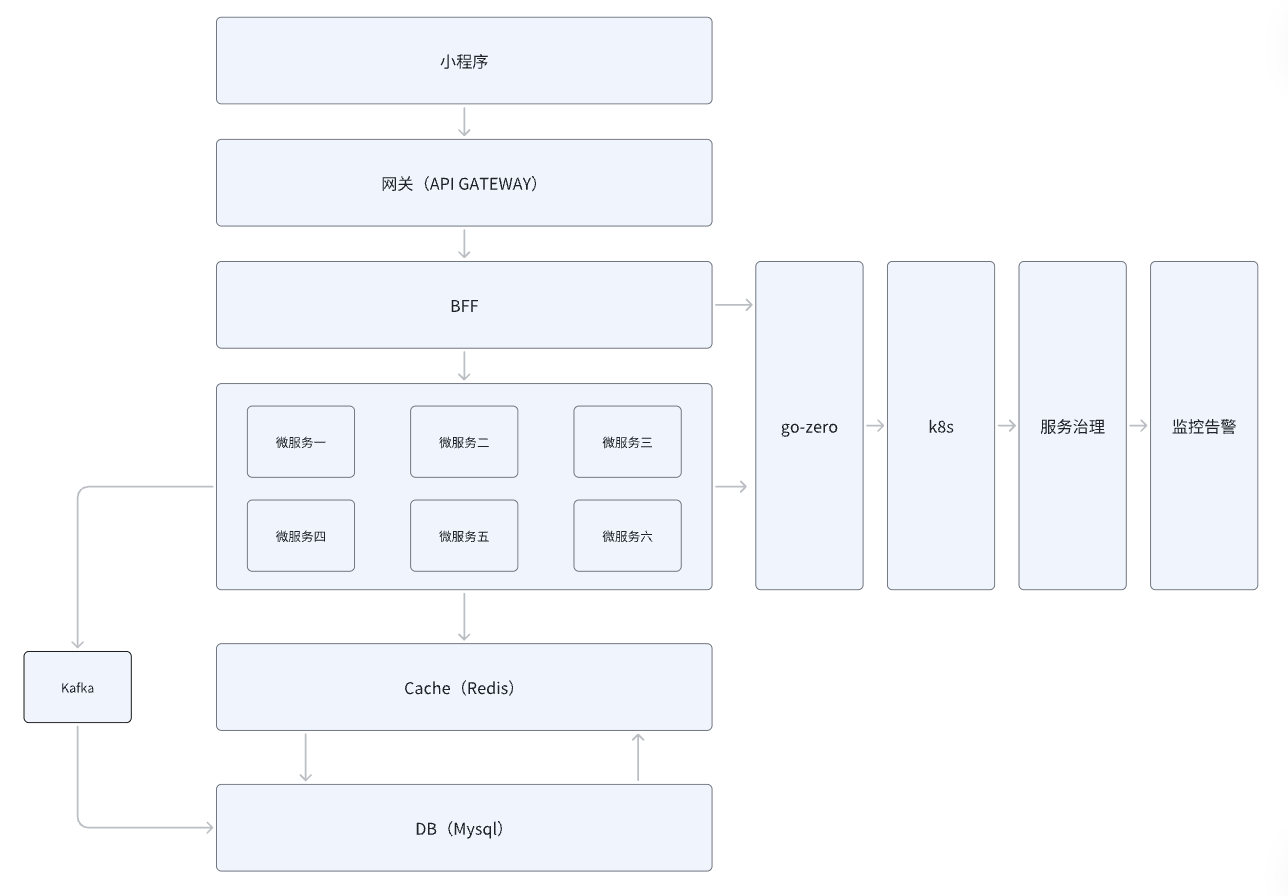 小程序
网关（API GATEWAY）
BFF
微服务一
微服务二
微服务三
微服务四
微服务五
微服务六
go-zero
k8s
服务治理
监控告警
Kafka
Cache（Redis）
DB（Mysql）